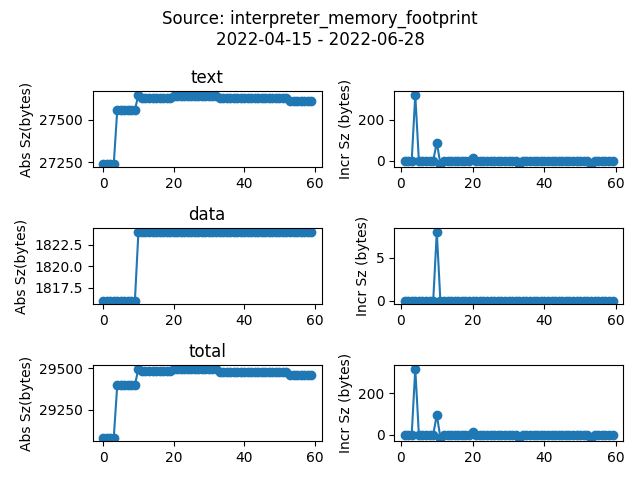 Source: interpreter_memory_footprint
2022-04-15 - 2022-06-28
text
Abs Sz(bytes)
27500
27250
0 20 40 60
Incr Sz (bytes)
200
0
0 20 40 60
data
Abs Sz(bytes)
1822.5
1820.0
1817.5
0 20 40 60
Incr Sz (bytes)
5
0
0 20 40 60
total
Abs Sz(bytes)
29500
29250
0 20 40 60
Incr Sz (bytes)
200
0
0 20 40 60